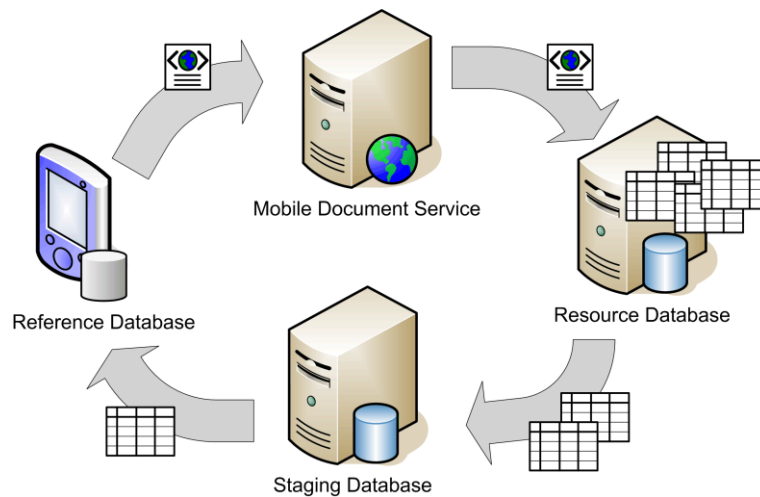 Mobile Document Service
Reference Database
Resource Database
Staging Database